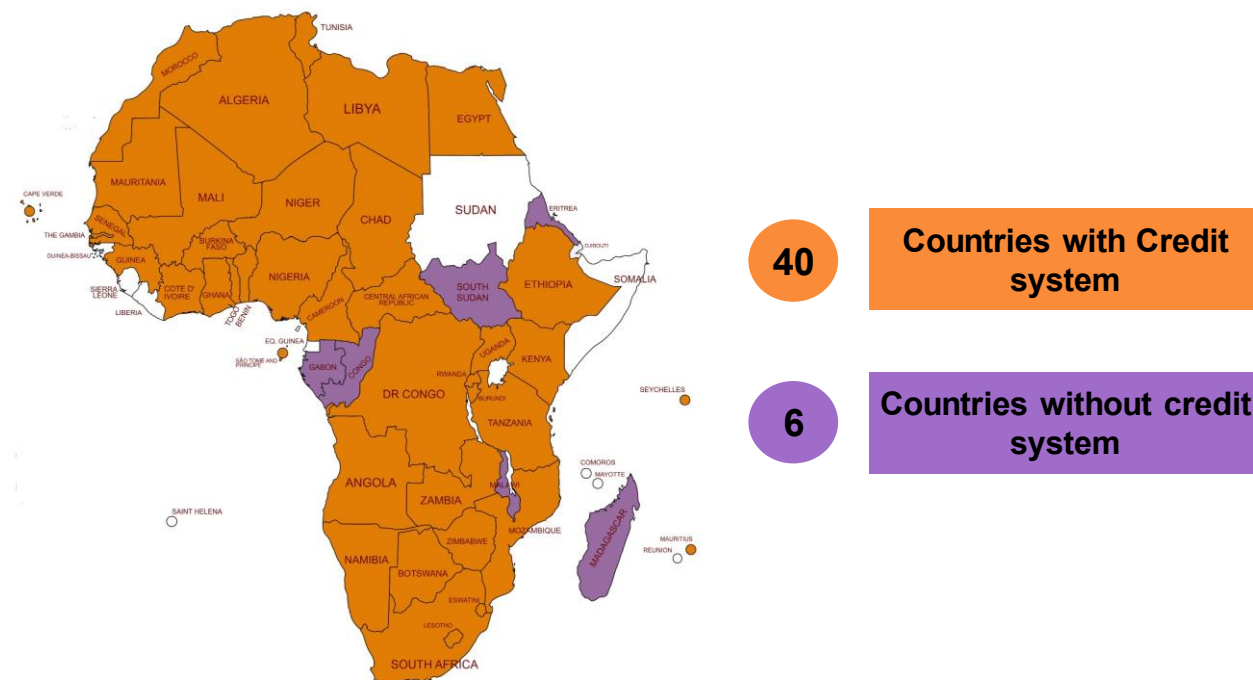 TUNISIA
MOROCCO
ALGERIA
LIBYA
EGYPT
MAURITANIA
MALI
NIGER
CHAD
SUDAN
ERITREA
CAPE VERDE
SENEGAL
THE GAMBIA
BURKINA
FASO
DJIBOUTI
GUINEA-BISSAU
GUINEA
NIGERIA
SOMALIA
SIERRA
LEONE
COTE D'
IVOIRE
GHANA
TOGO
BENIN
CAMEROON
CENTRAL AFRICAN
REPUBLIC
SOUTH
SUDAN
ETHIOPIA
LIBERIA
EQ. GUINEA
SÃO TOMÉ AND
PRINCIPE
GABON
CONGO
UGANDA
KENYA
RWANDA
BURUNDI
DR CONGO
TANZANIA
SEYCHELLES
COMOROS
MAYOTTE
ANGOLA
ZAMBIA
MALAWI
SAINT HELENA
MOZAMBIQUE
ZIMBABWE
MADAGASCAR
MAURITIUS
REUNION
NAMIBIA
BOTSWANA
ESWATINI
LESOTHO
SOUTH AFRICA
40
Countries with Credit
system
6
Countries without credit
system